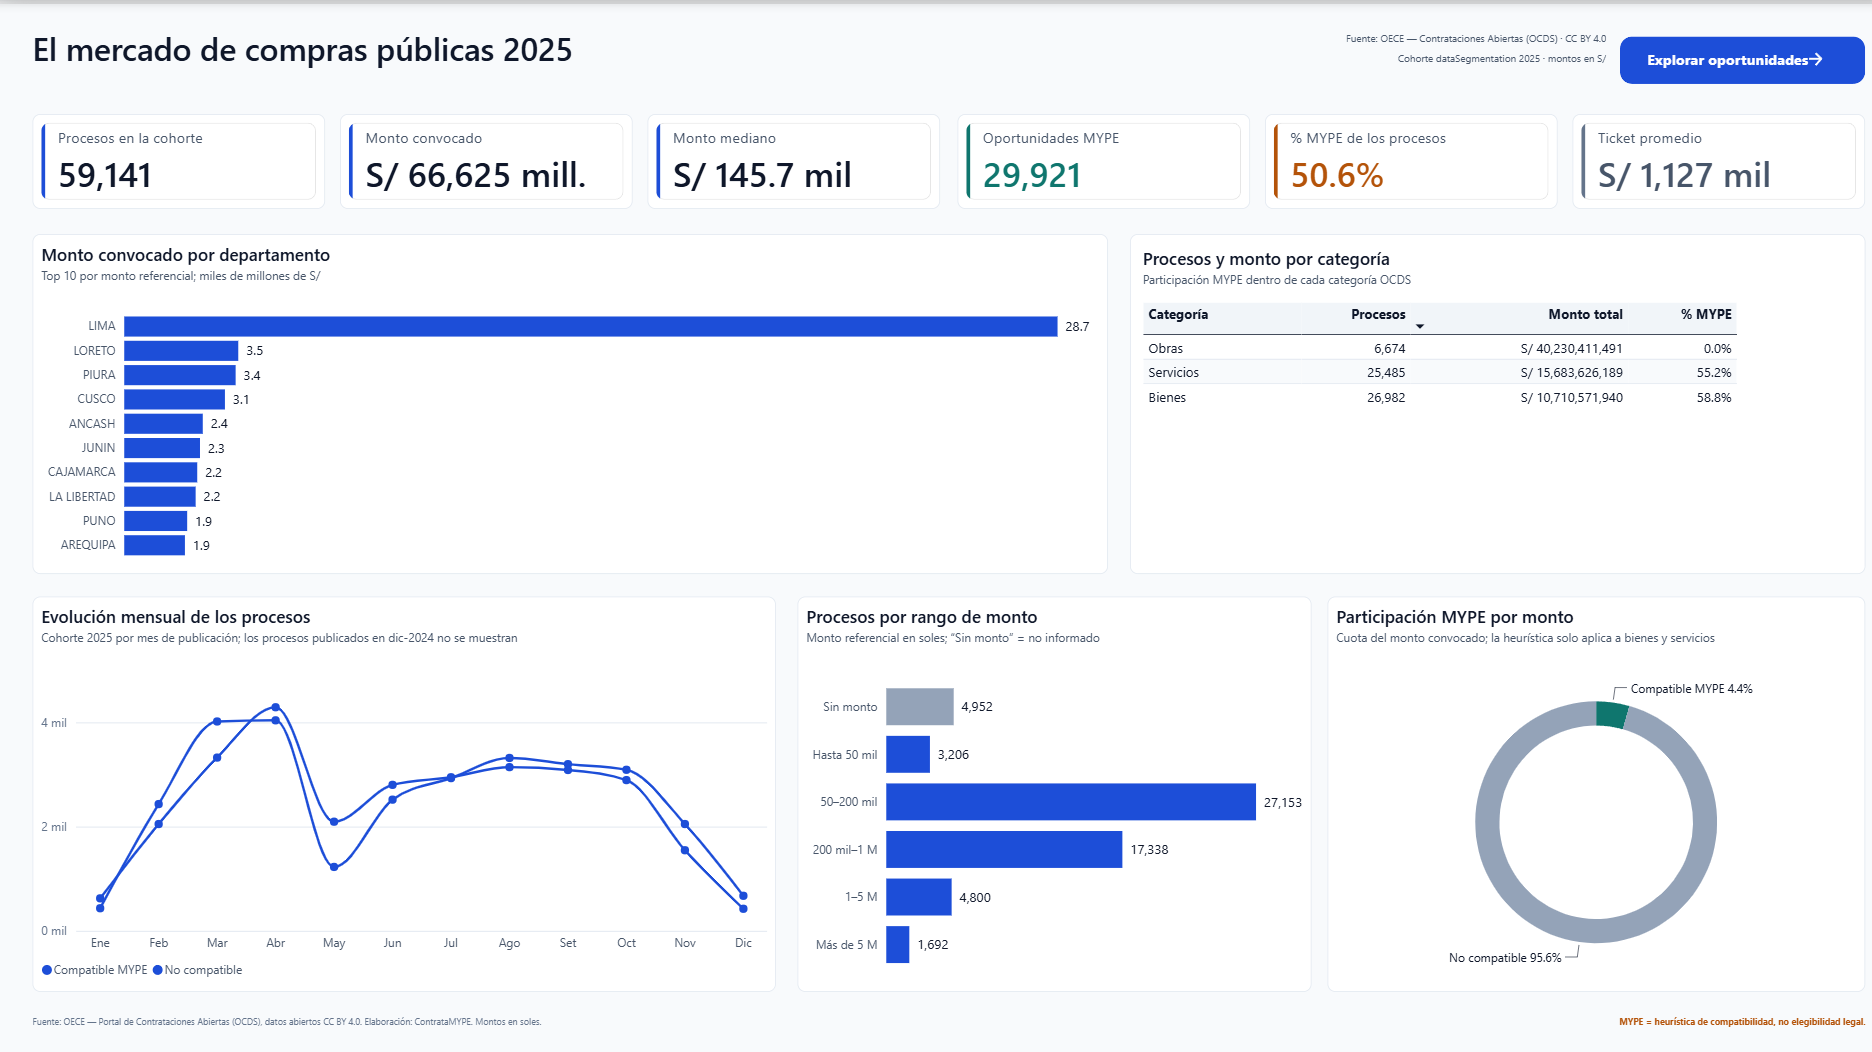 El mercado de compras públicas 2025
Fuente: OECE — Contrataciones Abiertas (OCDS) · CC BY 4.0
Cohorte dataSegmentation 2025 · montos en S/
Explorar oportunidades→
Procesos en la cohorte
59,141
Monto convocado
S/ 66,625 mill.
Monto mediano
S/ 145.7 mil
Oportunidades MYPE
29,921
% MYPE de los procesos
50.6%
Ticket promedio
S/ 1,127 mil
Monto convocado por departamento
Top 10 por monto referencial; miles de millones de S/
LIMA 28.7
LORETO 3.5
PIURA 3.4
CUSCO 3.1
ANCASH 2.4
JUNIN 2.3
CAJAMARCA 2.2
LA LIBERTAD 2.2
PUNO 1.9
AREQUIPA 1.9
Procesos y monto por categoría
Participación MYPE dentro de cada categoría OCDS
Categoría Procesos Monto total % MYPE
Obras 6,674 S/ 40,230,411,491 0.0%
Servicios 25,485 S/ 15,683,626,189 55.2%
Bienes 26,982 S/ 10,710,571,940 58.8%
Evolución mensual de los procesos
Cohorte 2025 por mes de publicación; los procesos publicados en dic-2024 no se muestran
4 mil
2 mil
0 mil
Ene Feb Mar Abr May Jun Jul Ago Set Oct Nov Dic
Compatible MYPE No compatible
Procesos por rango de monto
Monto referencial en soles; “Sin monto” = no informado
Sin monto 4,952
Hasta 50 mil 3,206
50–200 mil 27,153
200 mil–1 M 17,338
1–5 M 4,800
Más de 5 M 1,692
Participación MYPE por monto
Cuota del monto convocado; la heurística solo aplica a bienes y servicios
Compatible MYPE 4.4%
No compatible 95.6%
Fuente: OECE — Portal de Contrataciones Abiertas (OCDS), datos abiertos CC BY 4.0. Elaboración: ContrataMYPE. Montos en soles.
MYPE = heurística de compatibilidad, no elegibilidad legal.